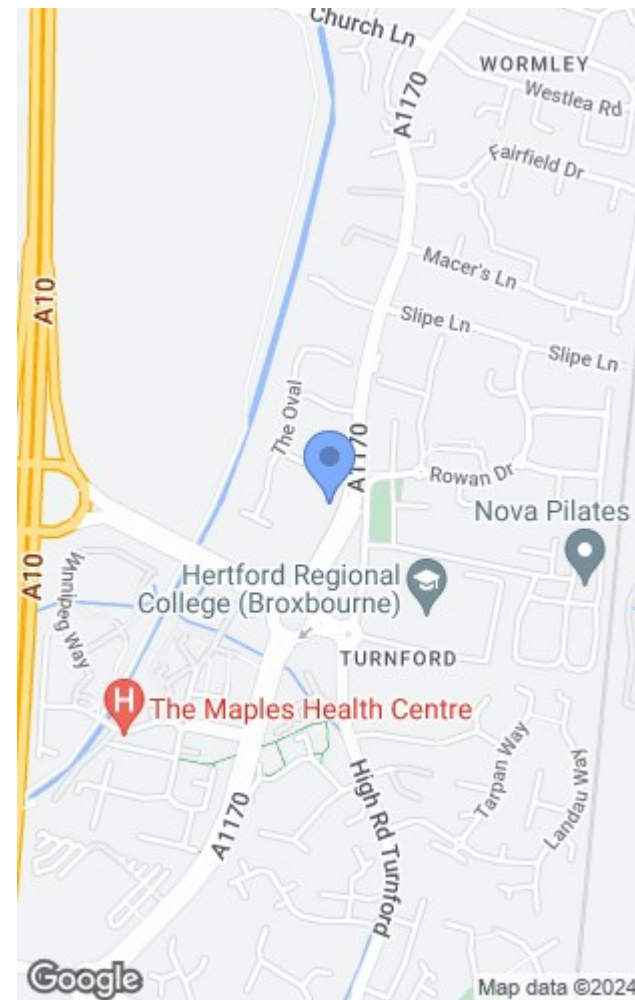 Church Ln
WORMLEY
Westlea Rd
A1170
Fairfield Dr
Macer's Ln
A10
Slipe Ln
Slipe Ln
The Oval
A1170
Rowan Dr
Nova Pilates
A10
Winnipeg Way
Hertford Regional
College (Broxbourne)
TURNFORD
H
The Maples Health Centre
Tarpan Way
Landau Way
High Rd Turnford
A1170
Google
Map data ©2024